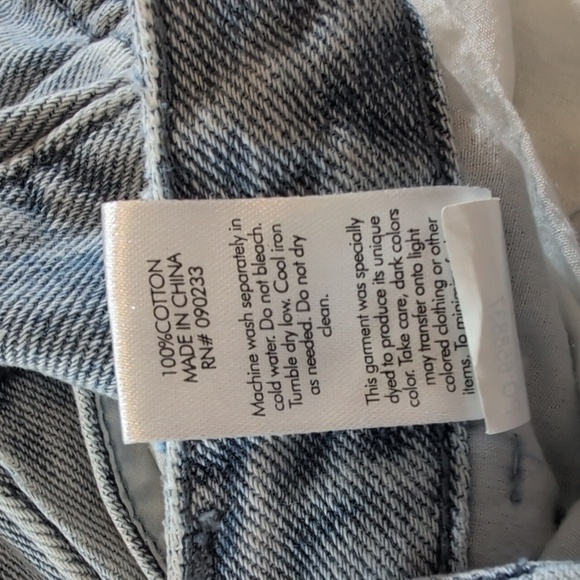 100%COTTON
MADE IN CHINA
RN# 090233
Machine wash separately in
cold water. Do not bleach.
Tumble dry low. Cool iron
as needed. Do not dry
clean.
This garment was specially
dyed to produce its unique
color. Take care, dark colors
may transfer onto light
colored clothing or other
items. To